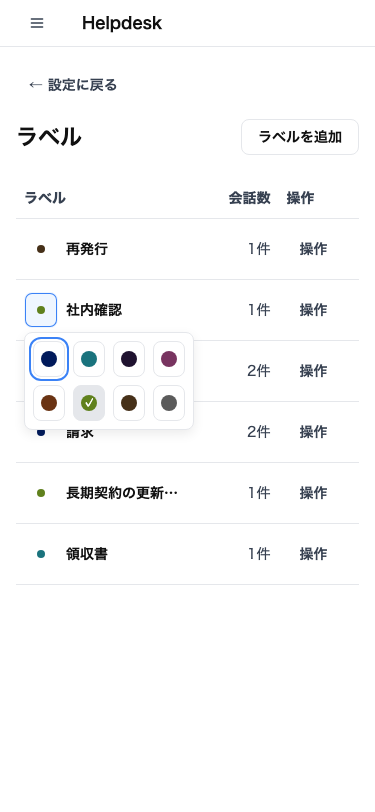 Helpdesk
← 設定に戻る
ラベル
ラベルを追加
ラベル 会話数 操作
再発行 1件 操作
社内確認 1件 操作
2件 操作
請求 2件 操作
長期契約の更新… 1件 操作
領収書 1件 操作